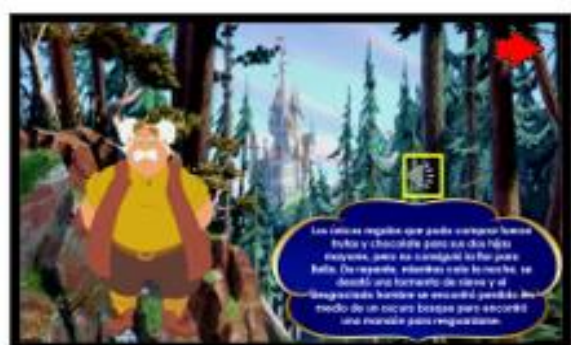 Los únicos regalos que pudo comprar fueron
frutas y chocolate para sus dos hijas
mayores, pero no consiguió la flor para
Bella. De repente, mientras caía la noche, se
desató una tormenta de nieve y el
desgraciado hombre se encontró perdido en
medio de un oscuro bosque pero encontró
una mansión para resguardarse.